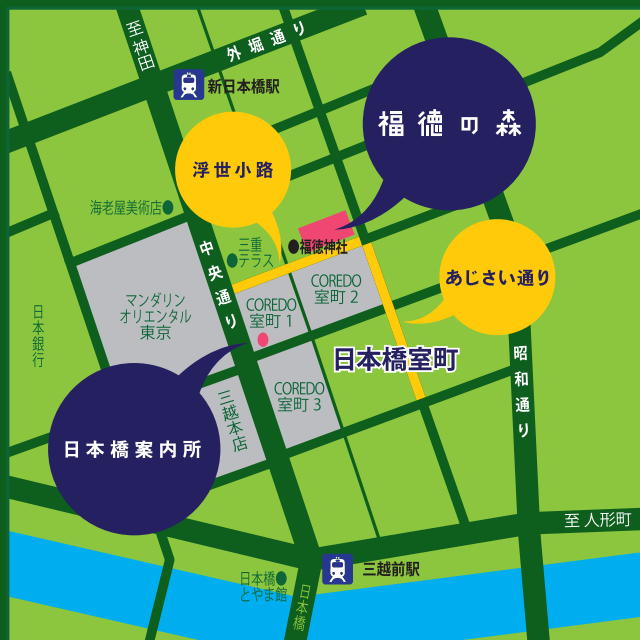 至神田
外堀通り
新日本橋駅
福徳の森
浮世小路
海老屋美術店
三重
テラス
福徳神社
中央通り
あじさい通り
マンダリン
オリエンタル
東京
COREDO
室町 1
COREDO
室町 2
日本銀行
日本橋室町
昭和通り
三越本店
COREDO
室町 3
日本橋案内所
至 人形町
三越前駅
日本橋
とやま館
日本橋